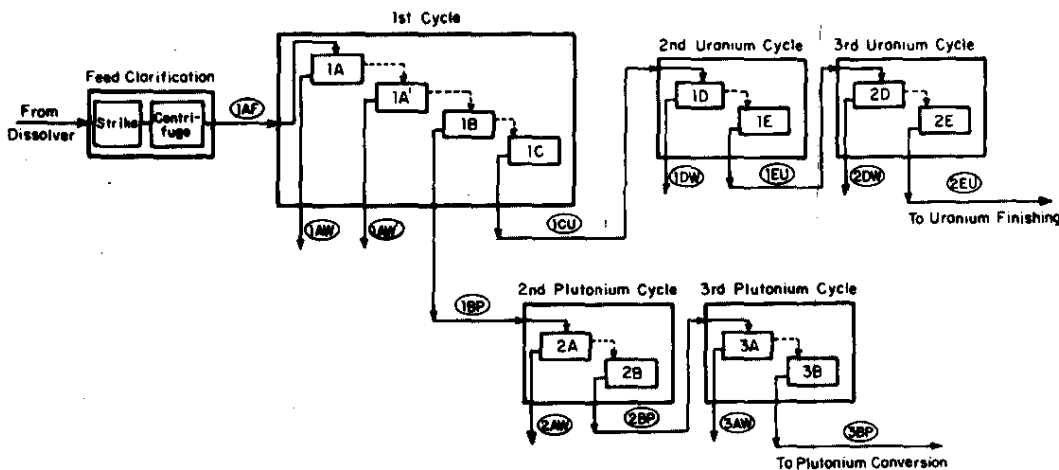 1st Cycle
2nd Uranium Cycle
3rd Uranium Cycle
Feed Clarification
From
Dissolver
Strike
Centri-
fuge
1AF
1A
1A'
1B
1C
1AW
1AW'
1CU
1BP
1D
1E
1DW
1EU
2D
2E
2DW
2EU
To Uranium Finishing
2nd Plutonium Cycle
3rd Plutonium Cycle
2A
2B
2AW
2BP
3A
3B
3AW
3BP
To Plutonium Conversion